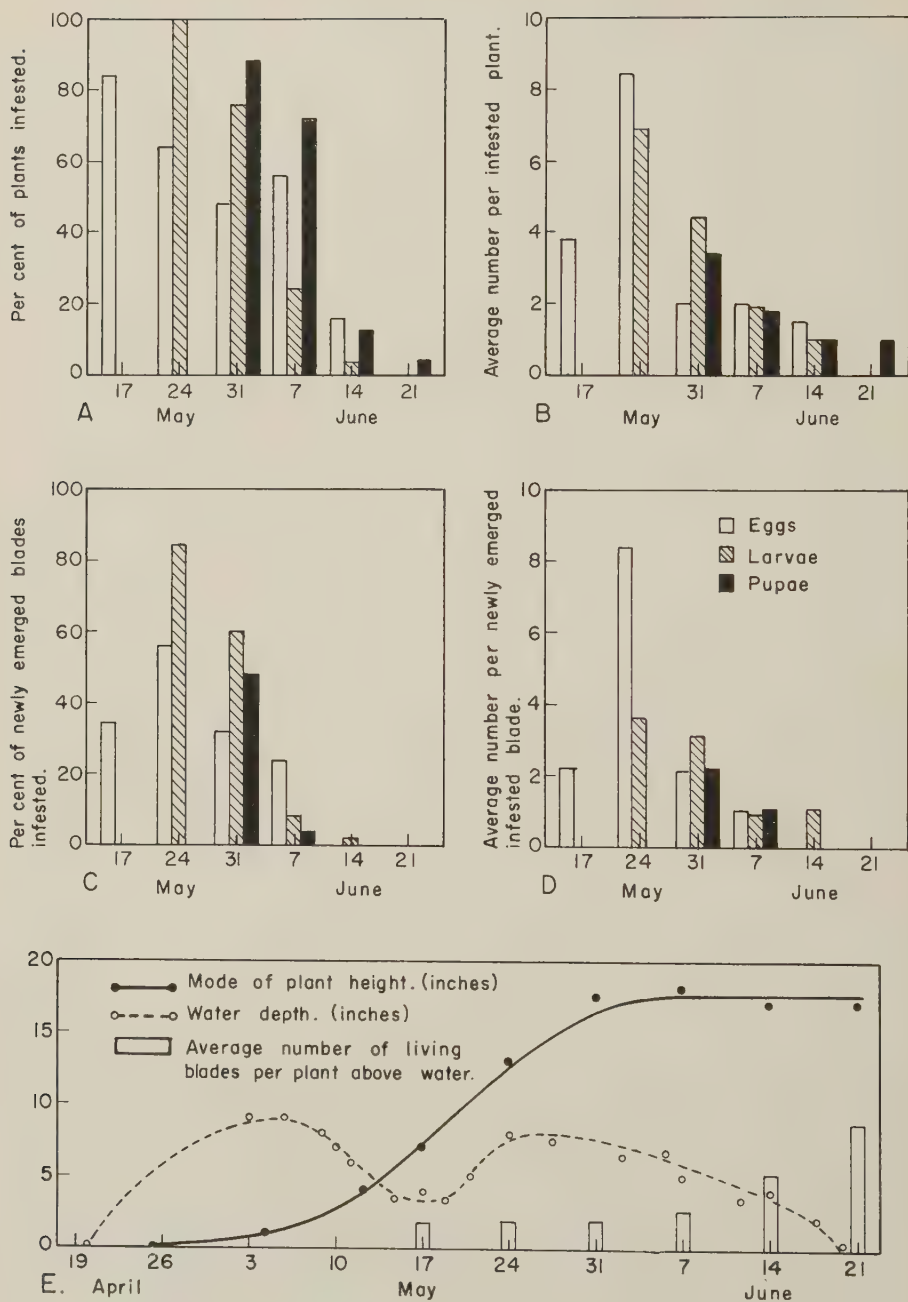 Per cent of plants infested.
100
80
60
40
20
0
17 24 31 7 14 21
A May June
Average number per infested plant.
10
8
6
4
2
0
17 24 31 7 14 21
B May June
Per cent of newly emerged blades
infested.
100
80
60
40
20
0
17 24 31 7 14 21
C May June
Average number per newly emerged
infested blade.
10
8
6
4
2
0
Eggs
Larvae
Pupae
17 24 31 7 14 21
D May June
20
15
10
5
0
Mode of plant height. (inches)
Water depth. (inches)
Average number of living
blades per plant above water.
19 26 3 10 17 24 31 7 14 21
E. April May June